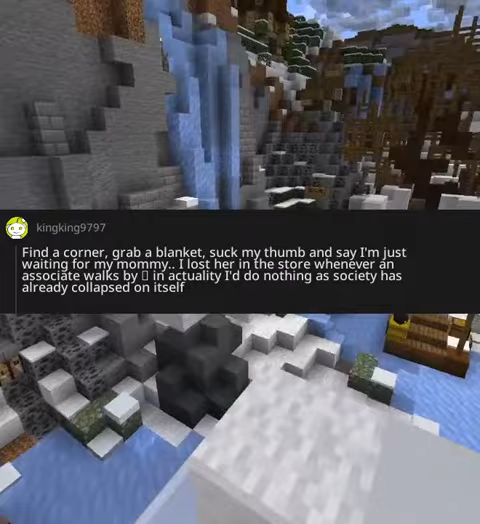 kingking9797
Find a corner, grab a blanket, suck my thumb and say I'm just
waiting for my mommy.. I lost her in the store whenever an
associate walks by ▯ in actuality I'd do nothing as society has
already collapsed on itself